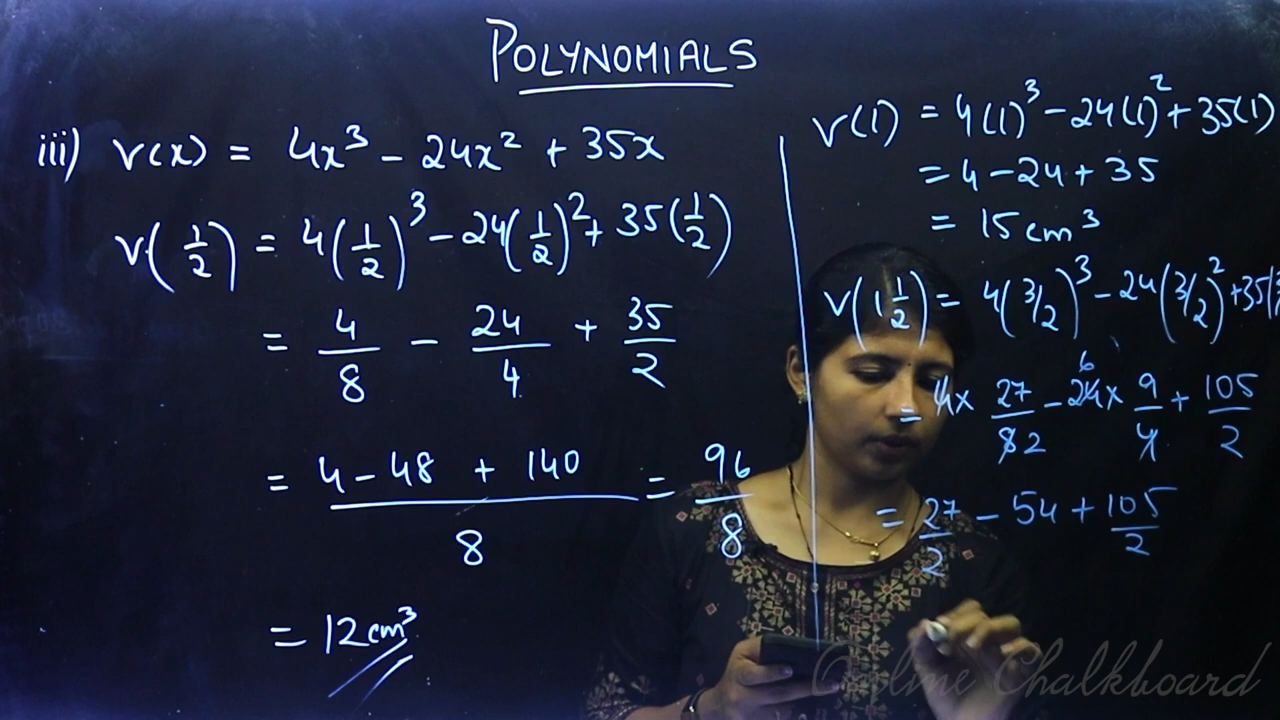 POLYNOMIALS
iii) v(x) = 4x³ - 24x² + 35x
v(1/2) = 4(1/2)³ - 24(1/2)² + 35(1/2)
= 4/8 - 24/4 + 35/2
= 4 - 48 + 140 / 8 = 96/8
= 12 cm³
v(1) = 4(1)³ - 24(1)² + 35(1)
= 4 - 24 + 35
= 15 cm³
v(1 1/2) = 4(3/2)³ - 24(3/2)² + 35(3/
6
= 4 x 27/8 2 - 24 x 9/4 + 105/2
= 27/2 - 54 + 105/2
Online Chalkboard